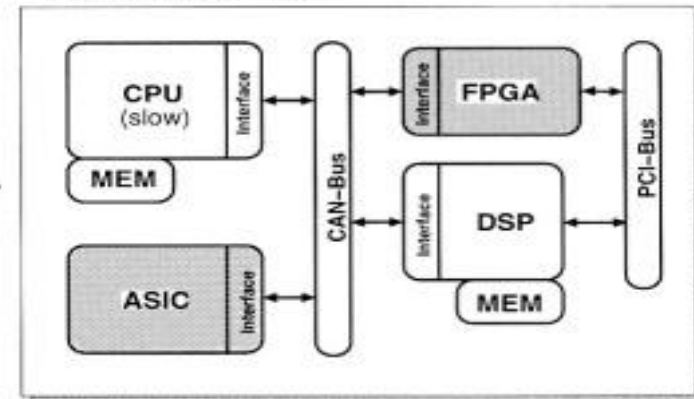 CPU
(slow)
Interface
MEM
ASIC
Interface
CAN-Bus
Interface
FPGA
Interface
DSP
MEM
PCI-Bus